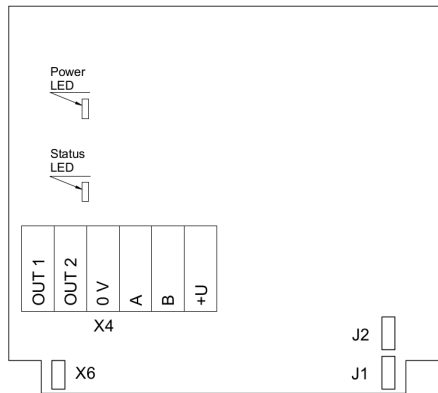 Power
LED
Status
LED
OUT 1
OUT 2
0 V
A
B
+U
X4
J2
X6
J1